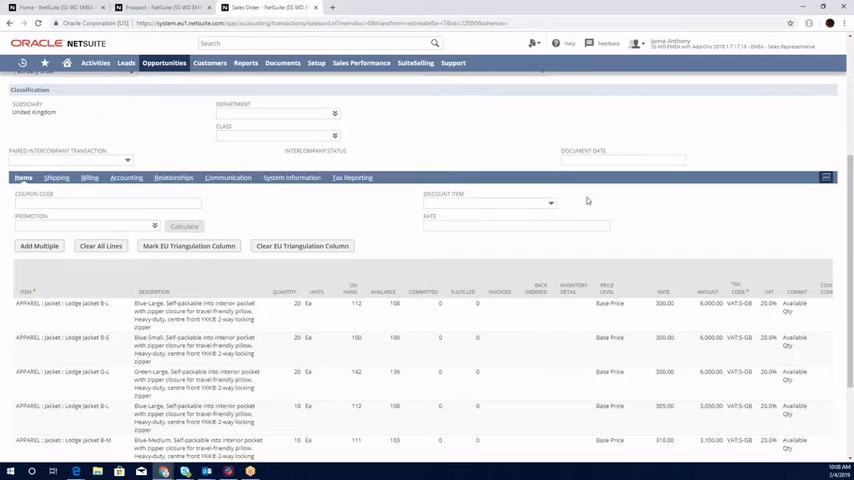 Home - NetSuite (SS WD EMEA w
Prospect - NetSuite (SS WD EME
Sales Order - NetSuite (SS WD E
Oracle Corporation [US]
https://system.eu1.netsuite.com/app/accounting/transactions/salesord.nl?memdoc=0&transform=estimate&e=T&id=22000&whence=
ORACLE NETSUITE
Search
Help
Feedback
Jamie Anthony
SS WD EMEA with Add-Ons 2018.1.7.17.18 - EMEA - Sales Representative
Activities Leads Opportunities Customers Reports Documents Setup Sales Performance SuiteSelling Support
Classification
SUBSIDIARY
United Kingdom
DEPARTMENT
CLASS
PAIRED INTERCOMPANY TRANSACTION
INTERCOMPANY STATUS
DOCUMENT DATE
Items Shipping Billing Accounting Relationships Communication System Information Tax Reporting
COUPON CODE
DISCOUNT ITEM
PROMOTION
Calculate
RATE
Add Multiple Clear All Lines Mark EU Triangulation Column Clear EU Triangulation Column
ITEM * DESCRIPTION QUANTITY UNITS ON HAND AVAILABLE COMMITTED FULFILLED INVOICED BACK ORDERED INVENTORY DETAIL PRICE LEVEL RATE AMOUNT TAX CODE * VAT COMMIT
APPAREL : Jacket : Lodge Jacket B-L Blue-Large, Self-packable into interior pocket 20 Ea 112 108 0 0 Base Price 300.00 6,000.00 VAT:S-GB 20.0% Available
with zipper closure for travel-friendly pillow, Qty
Heavy-duty, centre front YKK® 2-way locking
zipper
APPAREL : Jacket : Lodge Jacket B-S Blue-Small, Self-packable into interior pocket 20 Ea 100 100 0 0 Base Price 300.00 6,000.00 VAT:S-GB 20.0% Available
with zipper closure for travel-friendly pillow, Qty
Heavy-duty, centre front YKK® 2-way locking
zipper
APPAREL : Jacket : Lodge Jacket G-L Green-Large, Self-packable into interior pocket 20 Ea 142 136 0 0 Base Price 300.00 6,000.00 VAT:S-GB 20.0% Available
with zipper closure for travel-friendly pillow, Qty
Heavy-duty, centre front YKK® 2-way locking
zipper
APPAREL : Jacket : Lodge Jacket B-L Blue-Large, Self-packable into interior pocket 10 Ea 112 108 0 0 Base Price 305.00 3,050.00 VAT:S-GB 20.0% Available
with zipper closure for travel-friendly pillow, Qty
Heavy-duty, centre front YKK® 2-way locking
zipper
APPAREL : Jacket : Lodge Jacket B-M Blue-Medium, Self-packable into interior pocket 10 Ea 111 103 0 0 Base Price 310.00 3,100.00 VAT:S-GB 20.0% Available
with zipper closure for travel-friendly pillow, Qty
10:08 AM
2/4/2019